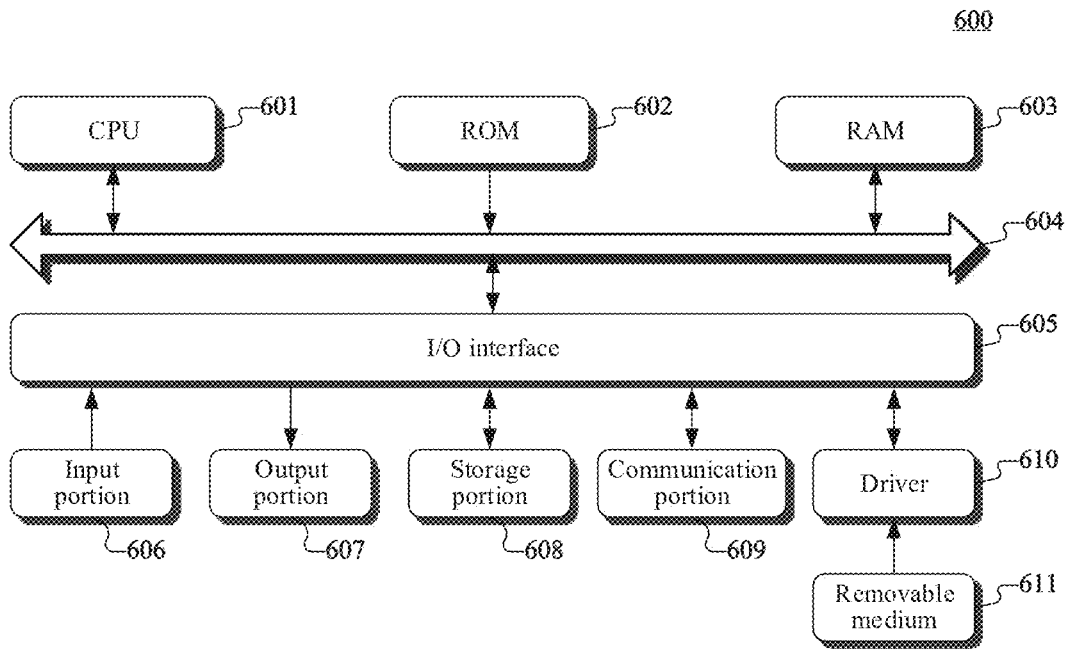 600
CPU
601
ROM
602
RAM
603
604
I/O interface
605
Input
portion
606
Output
portion
607
Storage
portion
608
Communication
portion
609
Driver
610
Removable
medium
611